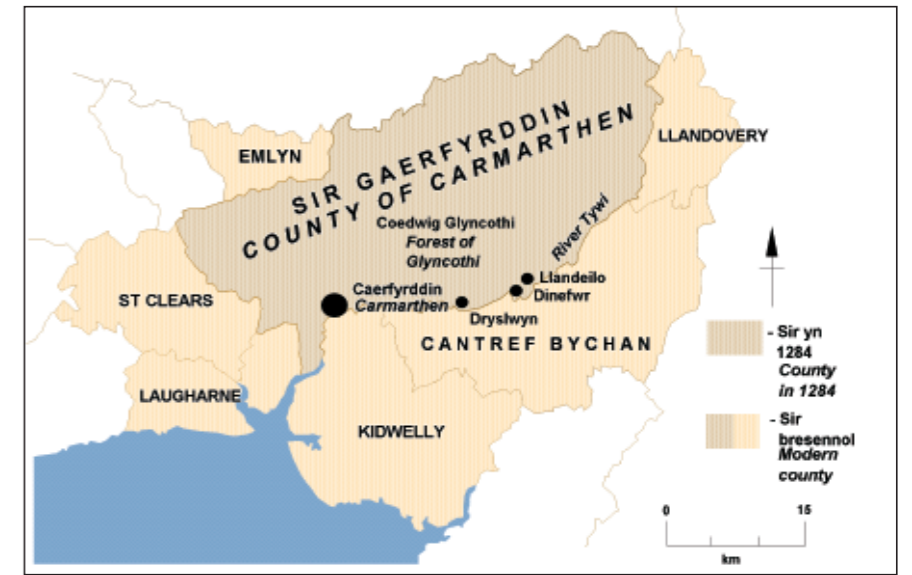 SIR GAERFYRDDIN
COUNTY OF CARMARTHEN
EMLYN
LLANDOVERY
Coedwig Glyncothi
Forest of
Glyncothi
River Tywi
ST CLEARS
Caerfyrddin
Carmarthen
Llandeilo
Dinefwr
Dryslwyn
CANTREF BYCHAN
LAUGHARNE
KIDWELLY
- Sir yn
1284
County
in 1284
- Sir
bresennol
Modern
county
0 15
km